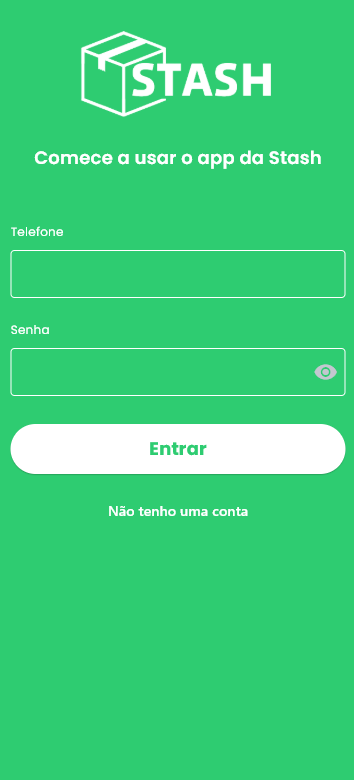 STASH
Comece a usar o app da Stash
Telefone
Senha
Entrar
Não tenho uma conta